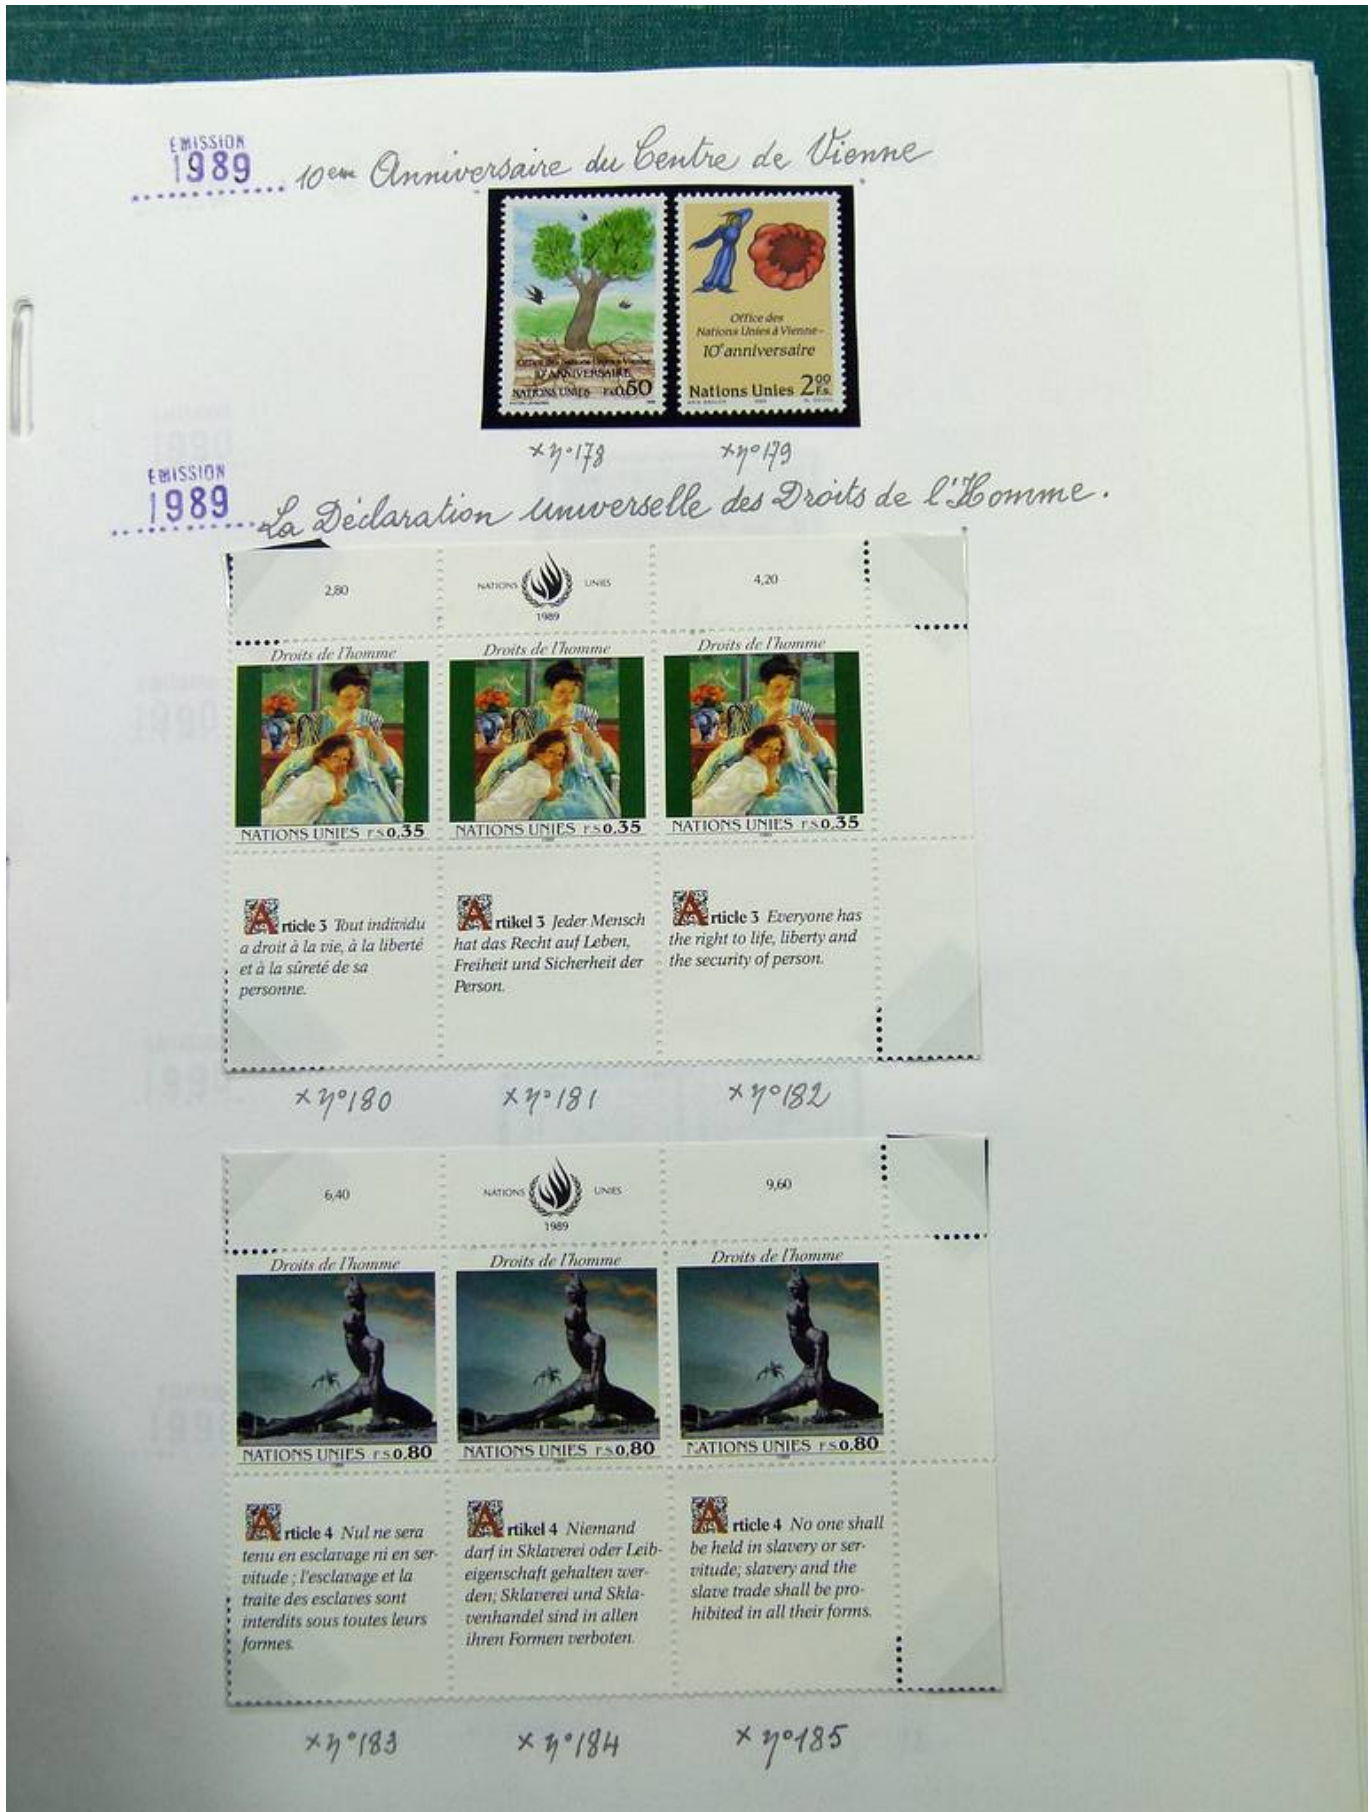 EMISSION
1989
10eme Anniversaire du Centre de Vienne
Office des Nations Unies à Vienne
10e ANNIVERSAIRE
NATIONS UNIES F.s.0,50
Office des
Nations Unies à Vienne-
10e anniversaire
Nations Unies 200 F.s.
x n° 178
x n° 179
EMISSION
1989
La Déclaration universelle des Droits de l'Homme.
2,80
NATIONS UNIES
4,20
1989
Droits de l'homme
Droits de l'homme
Droits de l'homme
NATIONS UNIES F.S.0,35
NATIONS UNIES F.S.0,35
NATIONS UNIES F.S.0,35
Article 3 Tout individu
a droit à la vie, à la liberté
et à la sûreté de sa
personne.
Artikel 3 Jeder Mensch
hat das Recht auf Leben,
Freiheit und Sicherheit der
Person.
Article 3 Everyone has
the right to life, liberty and
the security of person.
x n° 180
x n° 181
x n° 182
6,40
NATIONS UNIES
9,60
1989
Droits de l'homme
Droits de l'homme
Droits de l'homme
NATIONS UNIES F.S.0,80
NATIONS UNIES F.S.0,80
NATIONS UNIES F.S.0,80
Article 4 Nul ne sera
tenu en esclavage ni en ser-
vitude ; l'esclavage et la
traite des esclaves sont
interdits sous toutes leurs
formes.
Artikel 4 Niemand
darf in Sklaverei oder Leib-
eigenschaft gehalten wer-
den; Sklaverei und Skla-
venhandel sind in allen
ihren Formen verboten.
Article 4 No one shall
be held in slavery or ser-
vitude; slavery and the
slave trade shall be pro-
hibited in all their forms.
x n° 183
x n° 184
x n° 185